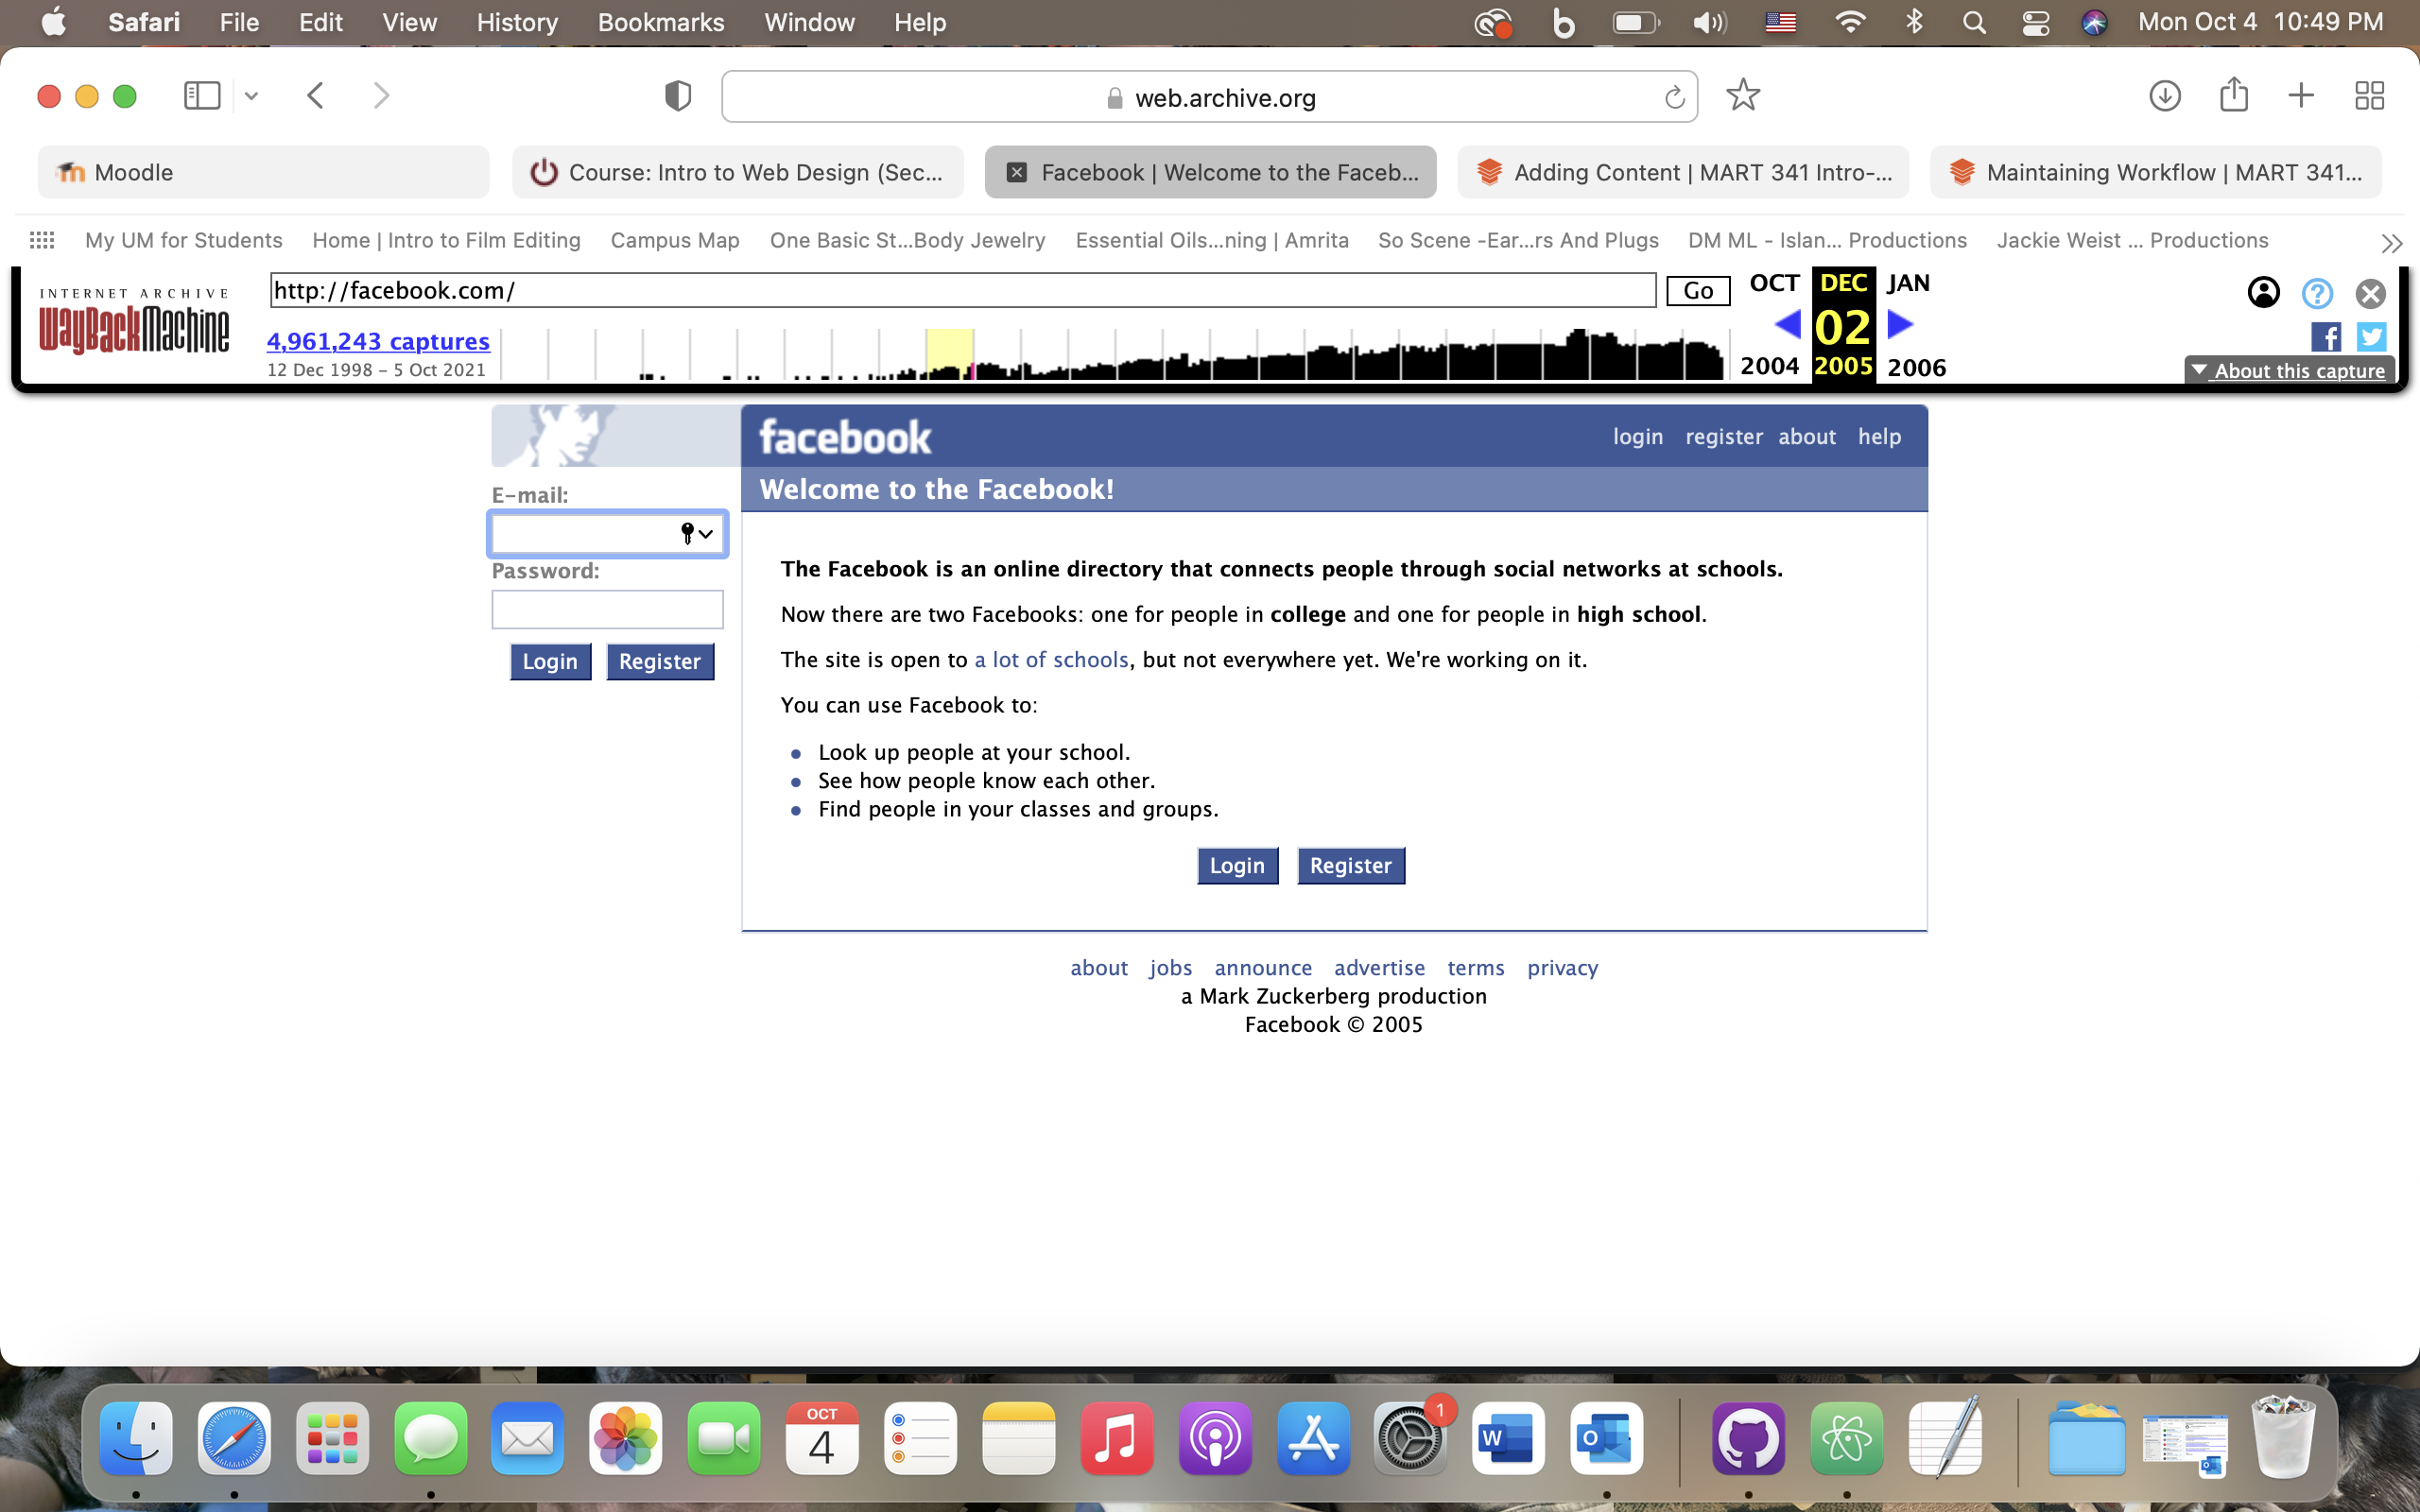 Safari File Edit View History Bookmarks Window Help Mon Oct 4 10:49 PM
web.archive.org
Moodle Course: Intro to Web Design (Sec... Facebook | Welcome to the Faceb... Adding Content | MART 341 Intro-... Maintaining Workflow | MART 341...
My UM for Students Home | Intro to Film Editing Campus Map One Basic St...Body Jewelry Essential Oils...ning | Amrita So Scene -Ear...rs And Plugs DM ML - Islan... Productions Jackie Weist ... Productions
INTERNET ARCHIVE
WayBackMachine
http://facebook.com/ Go
4,961,243 captures
12 Dec 1998 – 5 Oct 2021
OCT DEC JAN
02
2004 2005 2006
About this capture
facebook
login register about help
Welcome to the Facebook!
E-mail:
Password:
Login Register
The Facebook is an online directory that connects people through social networks at schools.
Now there are two Facebooks: one for people in college and one for people in high school.
The site is open to a lot of schools, but not everywhere yet. We're working on it.
You can use Facebook to:
Look up people at your school.
See how people know each other.
Find people in your classes and groups.
Login Register
about jobs announce advertise terms privacy
a Mark Zuckerberg production
Facebook © 2005
OCT
4
1
W
O